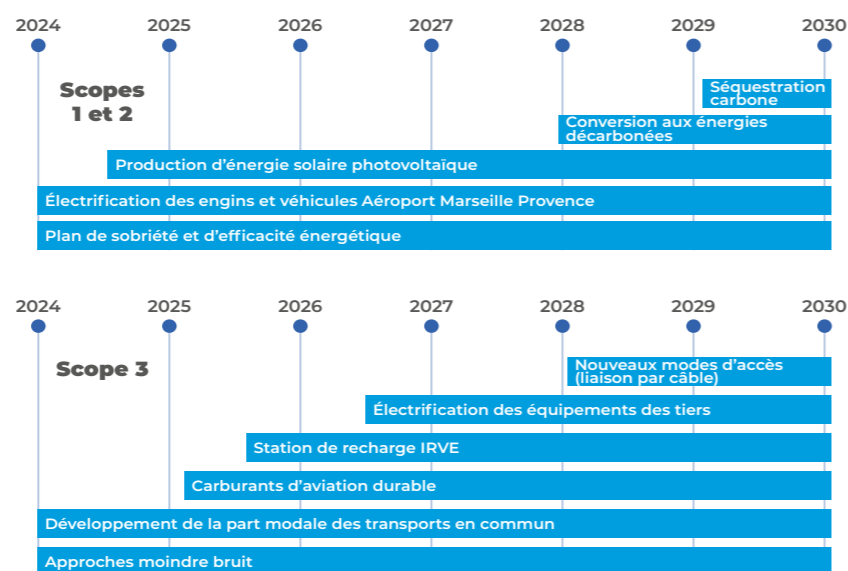 2024 2025 2026 2027 2028 2029 2030
Scopes
1 et 2
Séquestration
carbone
Conversion aux énergies
décarbonées
Production d’énergie solaire photovoltaïque
Électrification des engins et véhicules Aéroport Marseille Provence
Plan de sobriété et d’efficacité énergétique
2024 2025 2026 2027 2028 2029 2030
Scope 3
Nouveaux modes d’accès
(liaison par câble)
Électrification des équipements des tiers
Station de recharge IRVE
Carburants d’aviation durable
Développement de la part modale des transports en commun
Approches moindre bruit